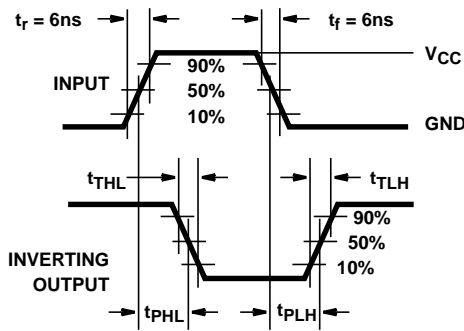 tr = 6ns
tf = 6ns
VCC
90%
INPUT
50%
10%
GND
tTHL
tTLH
90%
50%
INVERTING
10%
OUTPUT
tPHL
tPLH